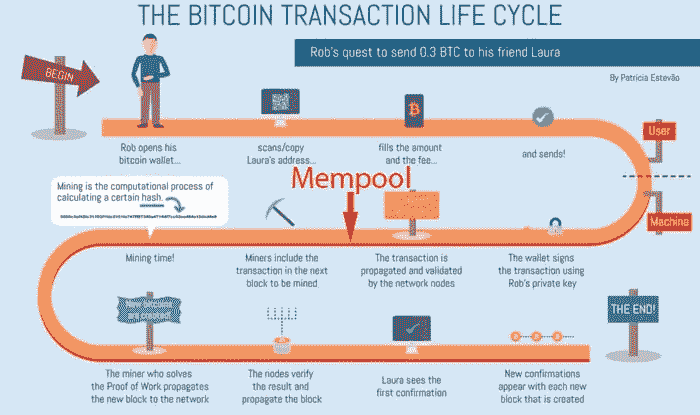 THE BITCOIN TRANSACTION LIFE CYCLE
Rob's quest to send 0.3 BTC to his friend Laura
By Patrícia Estevão
BEGIN
Rob opens his
bitcoin wallet...
scans/copy
Laura's address...
fills the amount
and the fee...
and sends!
User
Machine
Mempool
Mining is the computational process of
calculating a certain hash.
Mining time!
Miners include the
transaction in the next
block to be mined
The transaction is
propagated and validated
by the network nodes
The wallet signs
the transaction using
Rob's private key
The miner who solves
the Proof of Work propagates
the new block to the network
The nodes verify
the result and
propagate the block
Laura sees the
first confirmation
New confirmations
appear with each new
block that is created
THE END!